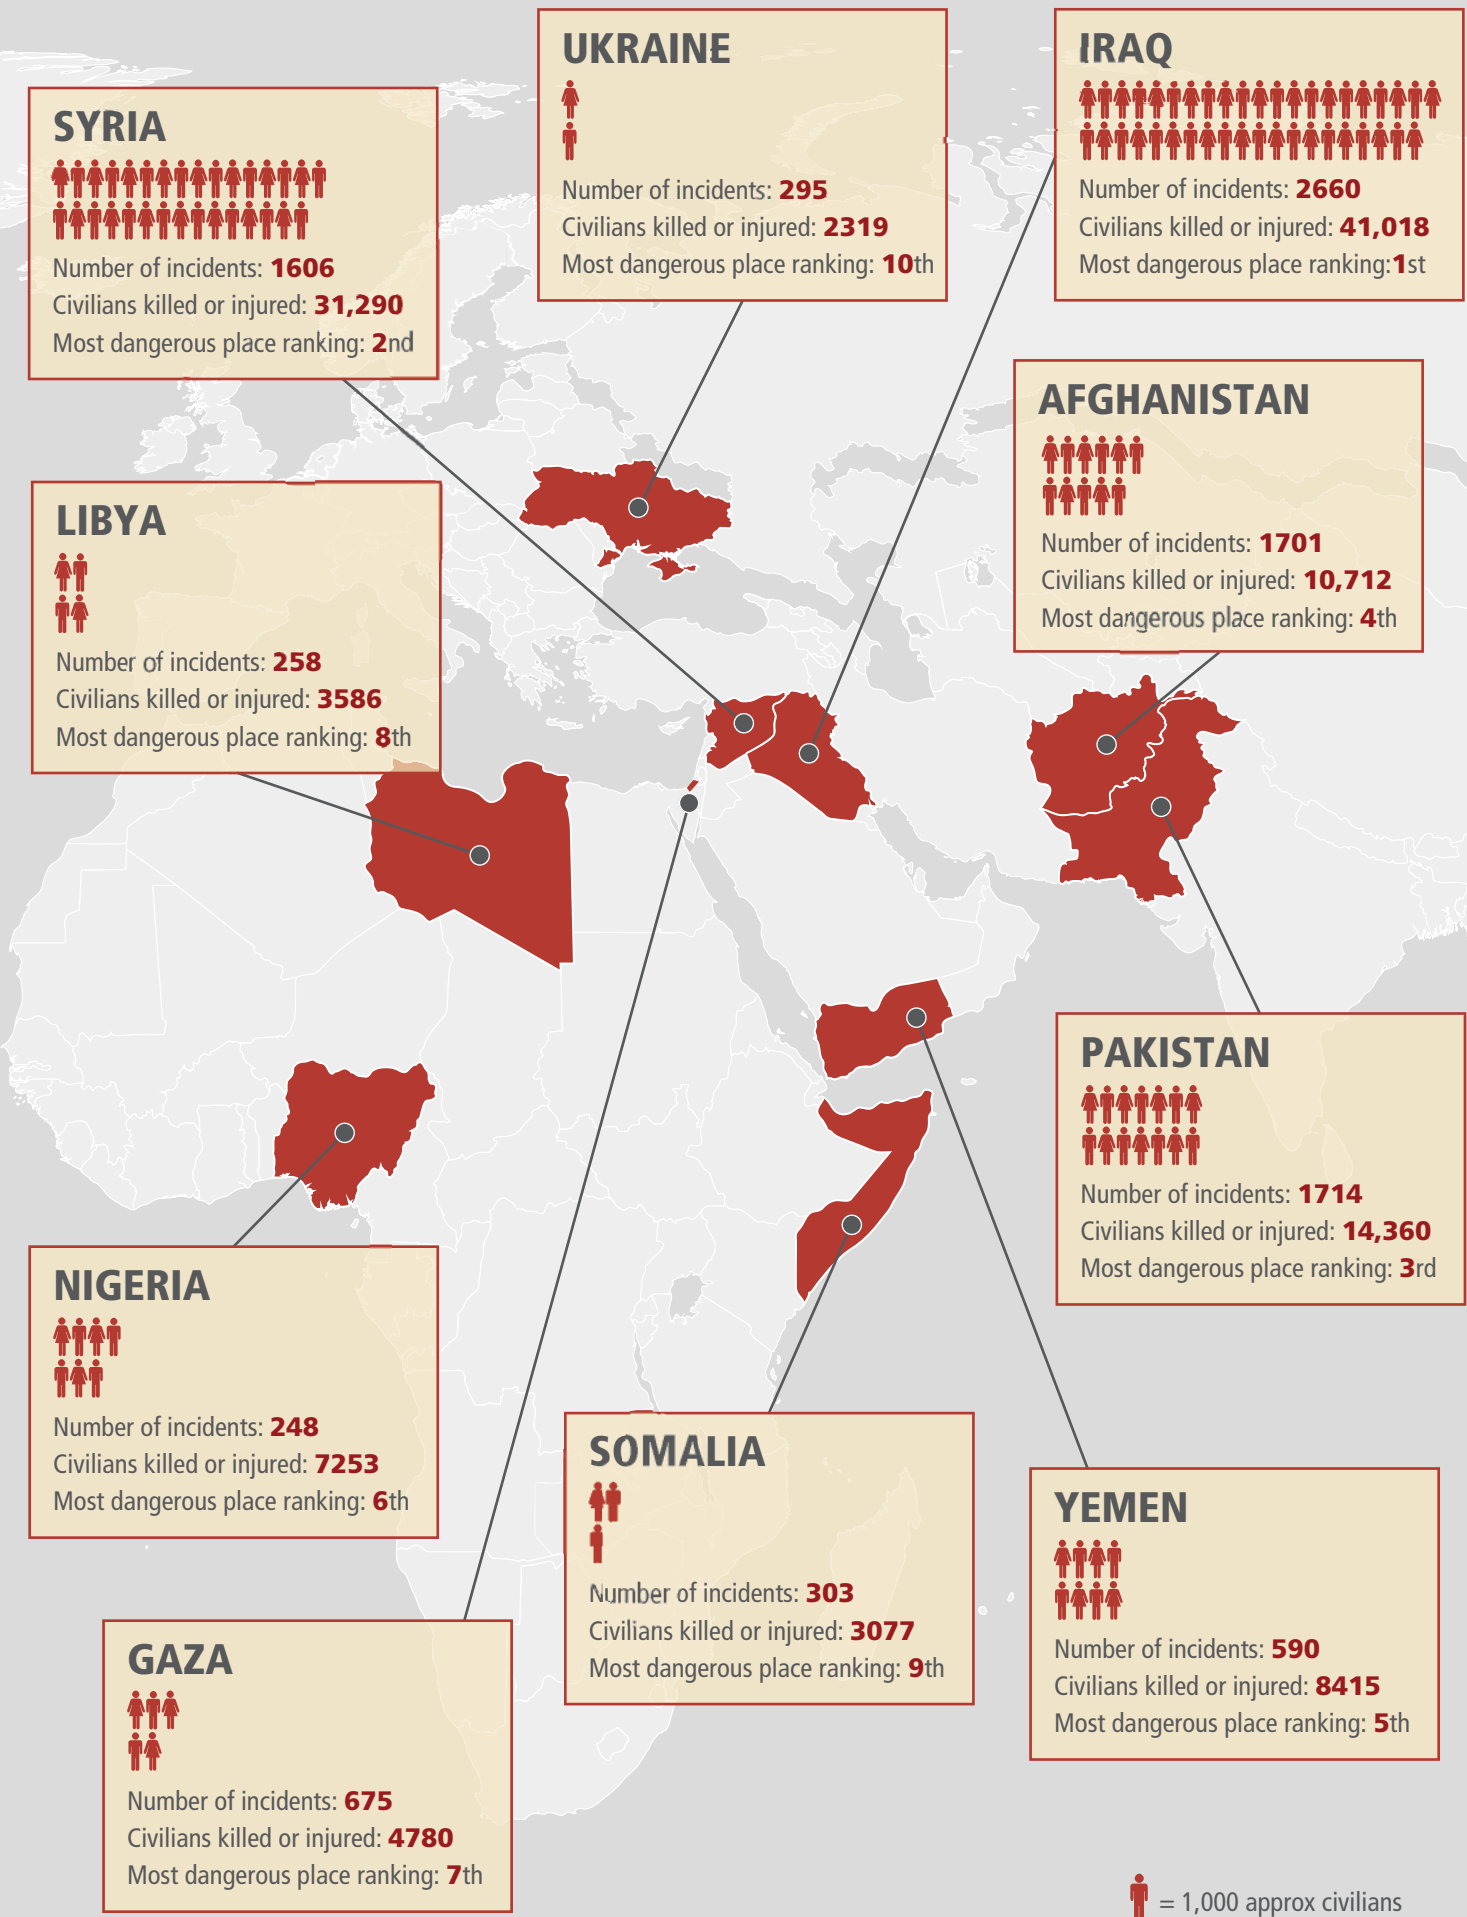 UKRAINE
Number of incidents: 295
Civilians killed or injured: 2319
Most dangerous place ranking: 10th
IRAQ
Number of incidents: 2660
Civilians killed or injured: 41,018
Most dangerous place ranking:1st
SYRIA
Number of incidents: 1606
Civilians killed or injured: 31,290
Most dangerous place ranking: 2nd
AFGHANISTAN
Number of incidents: 1701
Civilians killed or injured: 10,712
Most dangerous place ranking: 4th
LIBYA
Number of incidents: 258
Civilians killed or injured: 3586
Most dangerous place ranking: 8th
PAKISTAN
Number of incidents: 1714
Civilians killed or injured: 14,360
Most dangerous place ranking: 3rd
NIGERIA
Number of incidents: 248
Civilians killed or injured: 7253
Most dangerous place ranking: 6th
SOMALIA
Number of incidents: 303
Civilians killed or injured: 3077
Most dangerous place ranking: 9th
YEMEN
Number of incidents: 590
Civilians killed or injured: 8415
Most dangerous place ranking: 5th
GAZA
Number of incidents: 675
Civilians killed or injured: 4780
Most dangerous place ranking: 7th
= 1,000 approx civilians